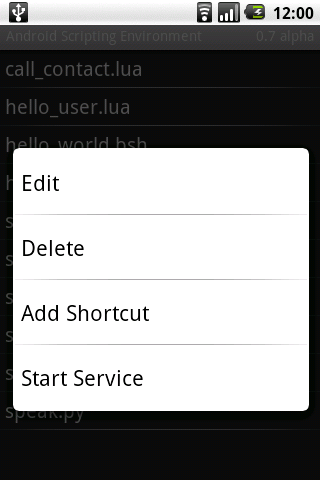 12:00
Android Scripting Environment 0.7 alpha
call_contact.lua
hello_user.lua
hello_world.bsh
Edit
Delete
Add Shortcut
Start Service
speak.py